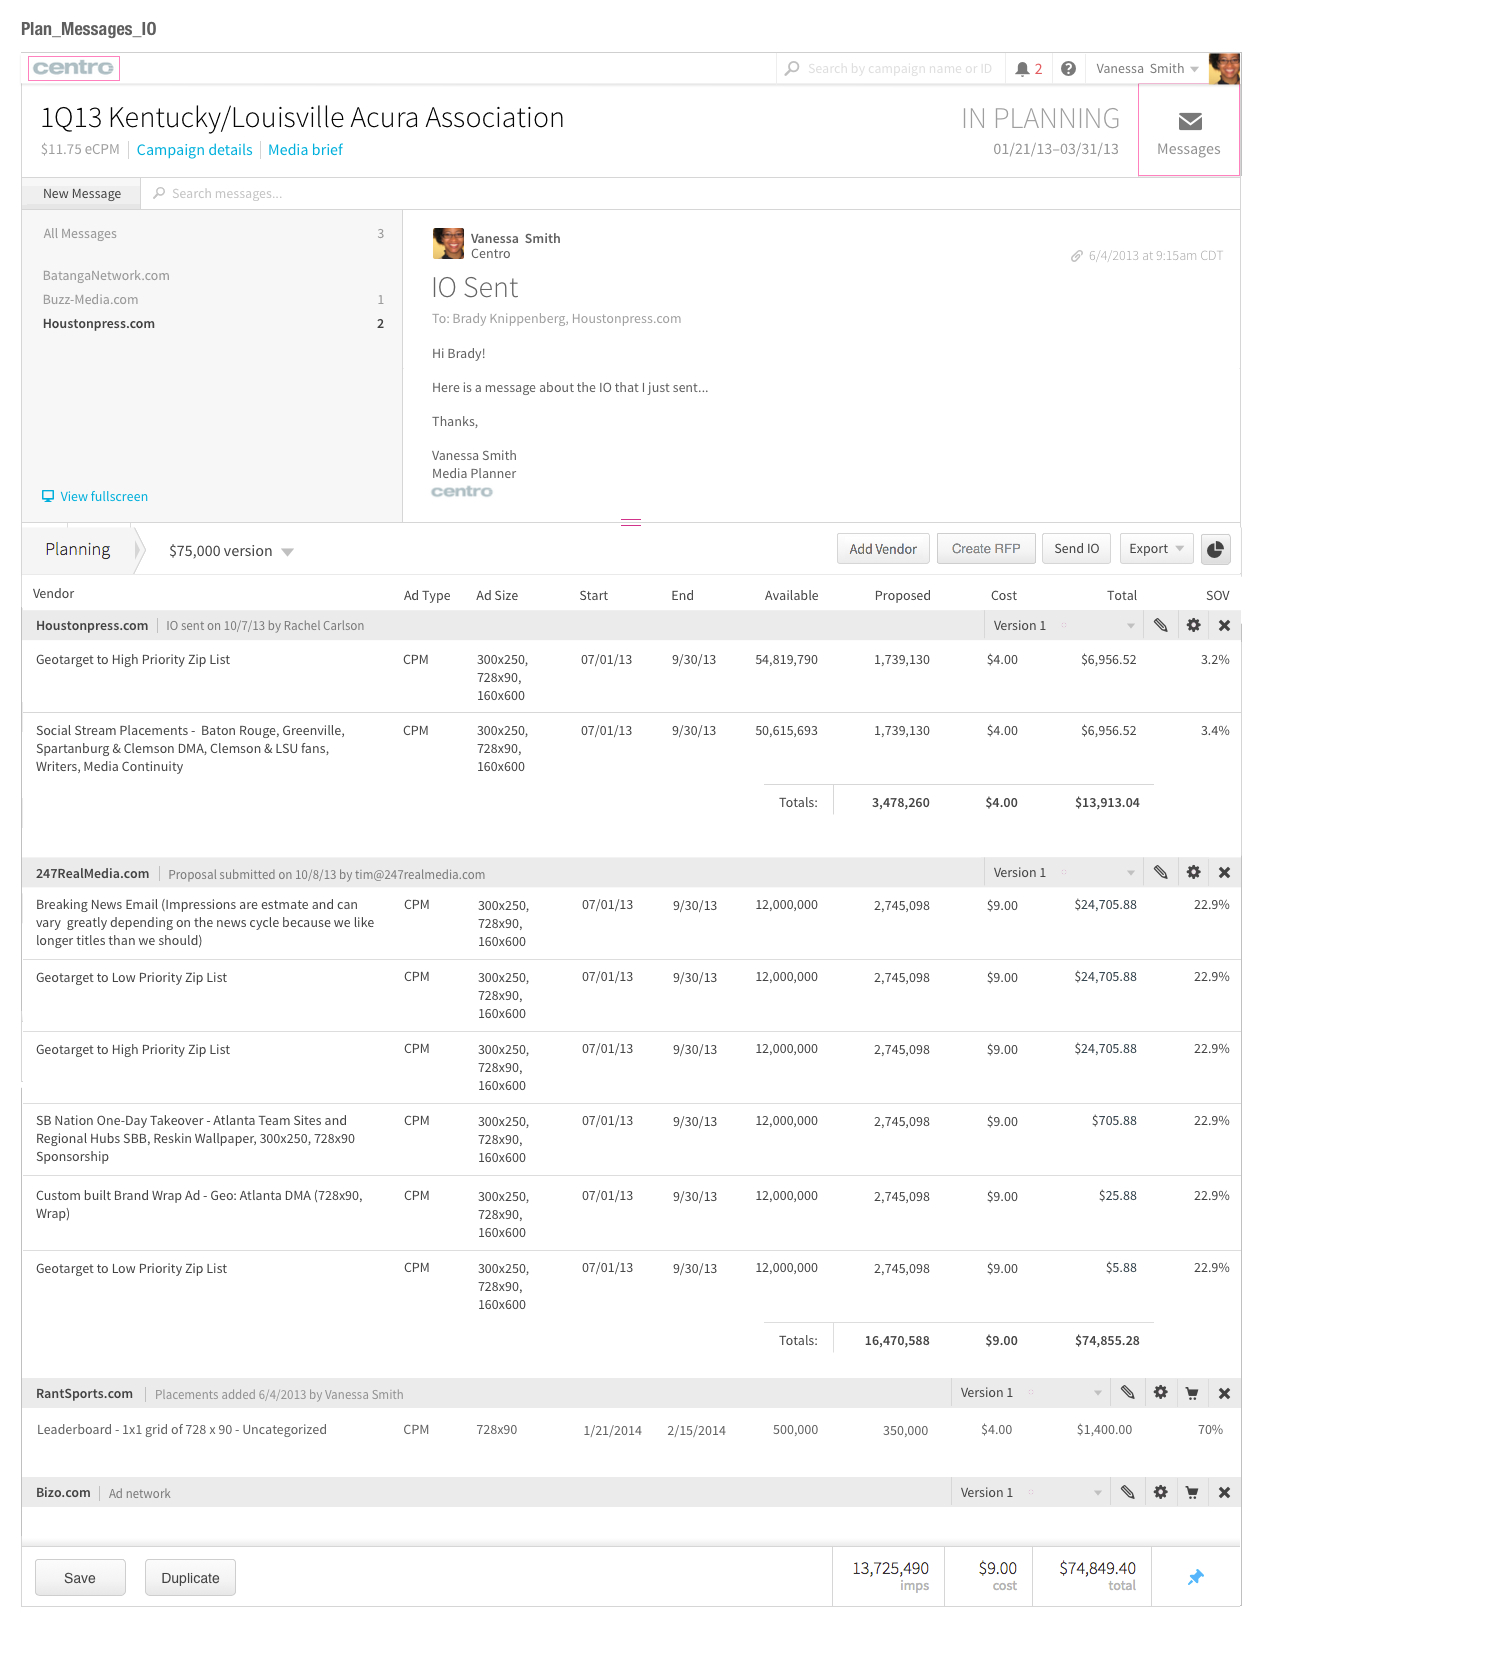 Plan_Messages_IO
centro
Search by campaign name or ID
2
Vanessa Smith
1Q13 Kentucky/Louisville Acura Association
IN PLANNING
$11.75 eCPM
Campaign details
Media brief
01/21/13–03/31/13
Messages
New Message
Search messages...
All Messages 3
BatangaNetwork.com
Buzz-Media.com 1
Houstonpress.com 2
View fullscreen
Vanessa Smith
Centro
6/4/2013 at 9:15am CDT
IO Sent
To: Brady Knippenberg, Houstonpress.com
Hi Brady!
Here is a message about the IO that I just sent...
Thanks,
Vanessa Smith
Media Planner
centro
Planning
$75,000 version
Add Vendor
Create RFP
Send IO
Export
Vendor Ad Type Ad Size Start End Available Proposed Cost Total SOV
Houstonpress.com IO sent on 10/7/13 by Rachel Carlson Version 1
Geotarget to High Priority Zip List CPM 300x250, 07/01/13 9/30/13 54,819,790 1,739,130 $4.00 $6,956.52 3.2%
728x90,
160x600
Social Stream Placements - Baton Rouge, Greenville, CPM 300x250, 07/01/13 9/30/13 50,615,693 1,739,130 $4.00 $6,956.52 3.4%
Spartanburg & Clemson DMA, Clemson & LSU fans, 728x90,
Writers, Media Continuity 160x600
Totals: 3,478,260 $4.00 $13,913.04
247RealMedia.com Proposal submitted on 10/8/13 by tim@247realmedia.com Version 1
Breaking News Email (Impressions are estmate and can CPM 300x250, 07/01/13 9/30/13 12,000,000 2,745,098 $9.00 $24,705.88 22.9%
vary greatly depending on the news cycle because we like 728x90,
longer titles than we should) 160x600
Geotarget to Low Priority Zip List CPM 300x250, 07/01/13 9/30/13 12,000,000 2,745,098 $9.00 $24,705.88 22.9%
728x90,
160x600
Geotarget to High Priority Zip List CPM 300x250, 07/01/13 9/30/13 12,000,000 2,745,098 $9.00 $24,705.88 22.9%
728x90,
160x600
SB Nation One-Day Takeover - Atlanta Team Sites and CPM 300x250, 07/01/13 9/30/13 12,000,000 2,745,098 $9.00 $705.88 22.9%
Regional Hubs SBB, Reskin Wallpaper, 300x250, 728x90 728x90,
Sponsorship 160x600
Custom built Brand Wrap Ad - Geo: Atlanta DMA (728x90, CPM 300x250, 07/01/13 9/30/13 12,000,000 2,745,098 $9.00 $25.88 22.9%
Wrap) 728x90,
160x600
Geotarget to Low Priority Zip List CPM 300x250, 07/01/13 9/30/13 12,000,000 2,745,098 $9.00 $5.88 22.9%
728x90,
160x600
Totals: 16,470,588 $9.00 $74,855.28
RantSports.com Placements added 6/4/2013 by Vanessa Smith Version 1
Leaderboard - 1x1 grid of 728 x 90 - Uncategorized CPM 728x90 1/21/2014 2/15/2014 500,000 350,000 $4.00 $1,400.00 70%
Bizo.com Ad network Version 1
Save
Duplicate
13,725,490 $9.00 $74,849.40
imps cost total